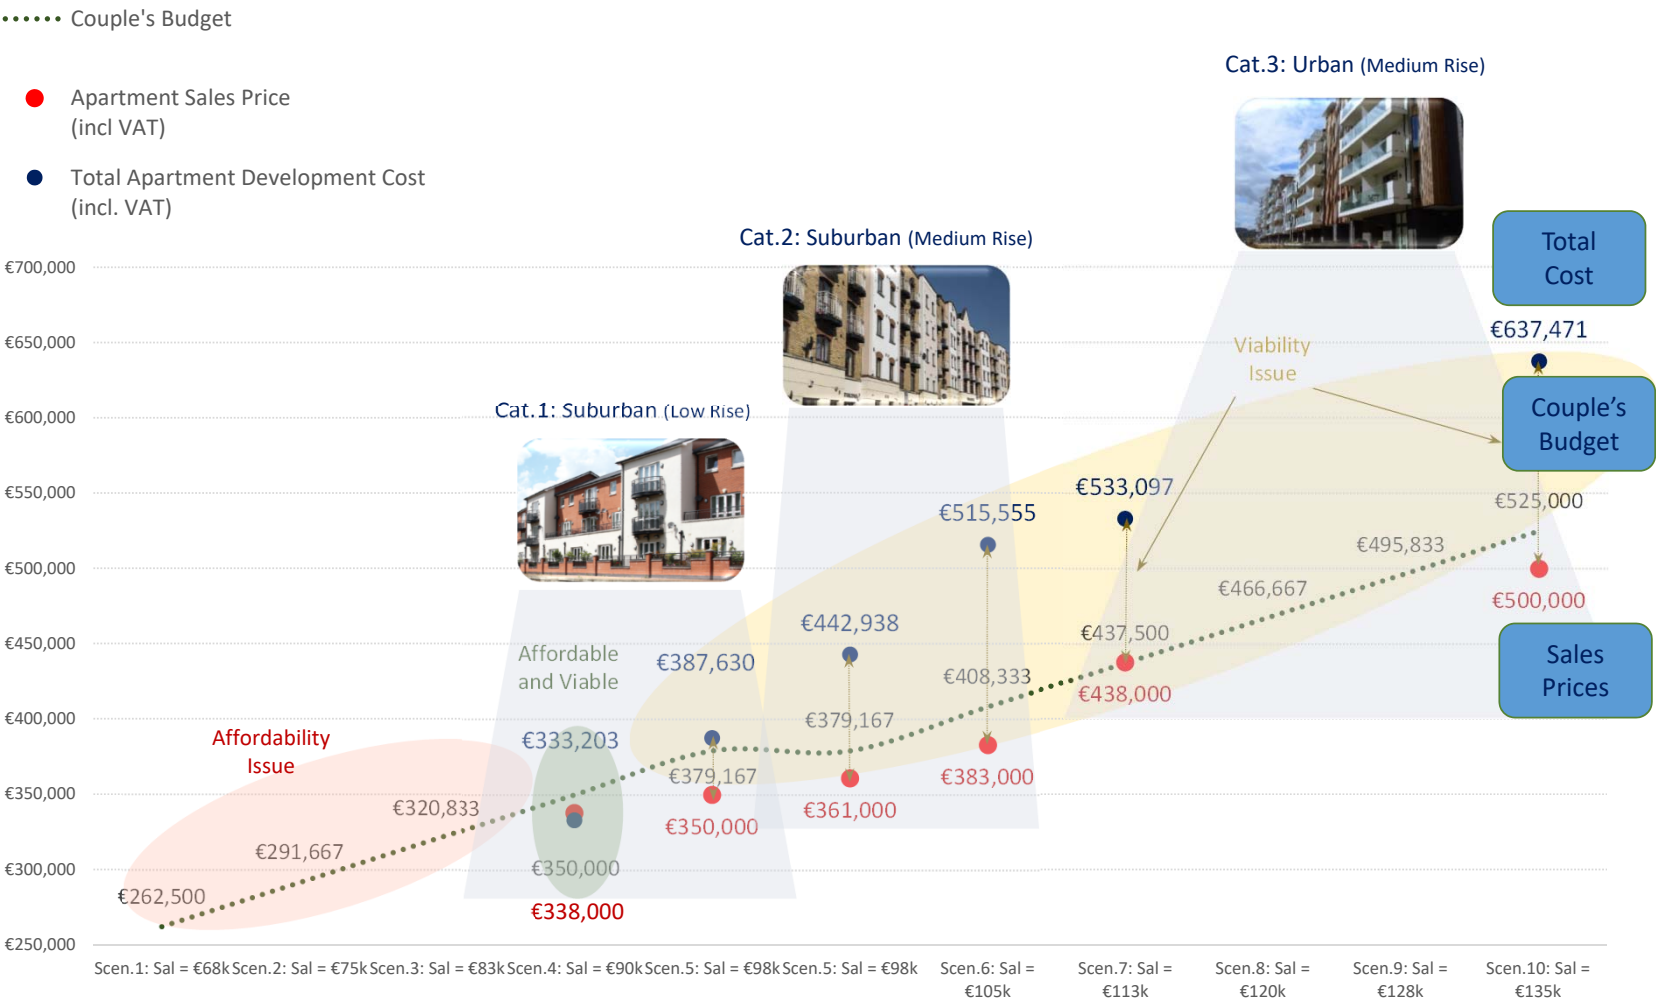 Couple's Budget
Apartment Sales Price
(incl VAT)
Total Apartment Development Cost
(incl. VAT)
Cat.3: Urban (Medium Rise)
Cat.2: Suburban (Medium Rise)
Cat.1: Suburban (Low Rise)
Total
Cost
Couple’s
Budget
Sales
Prices
Viability
Issue
Affordable
and Viable
Affordability
Issue
€700,000
€650,000
€600,000
€550,000
€500,000
€450,000
€400,000
€350,000
€300,000
€250,000
€637,471
€533,097
€515,555
€442,938
€387,630
€333,203
€525,000
€495,833
€466,667
€437,500
€408,333
€379,167
€379,167
€350,000
€320,833
€291,667
€262,500
€500,000
€438,000
€383,000
€361,000
€350,000
€338,000
Scen.1: Sal = €68k
Scen.2: Sal = €75k
Scen.3: Sal = €83k
Scen.4: Sal = €90k
Scen.5: Sal = €98k
Scen.5: Sal = €98k
Scen.6: Sal =
€105k
Scen.7: Sal =
€113k
Scen.8: Sal =
€120k
Scen.9: Sal =
€128k
Scen.10: Sal =
€135k